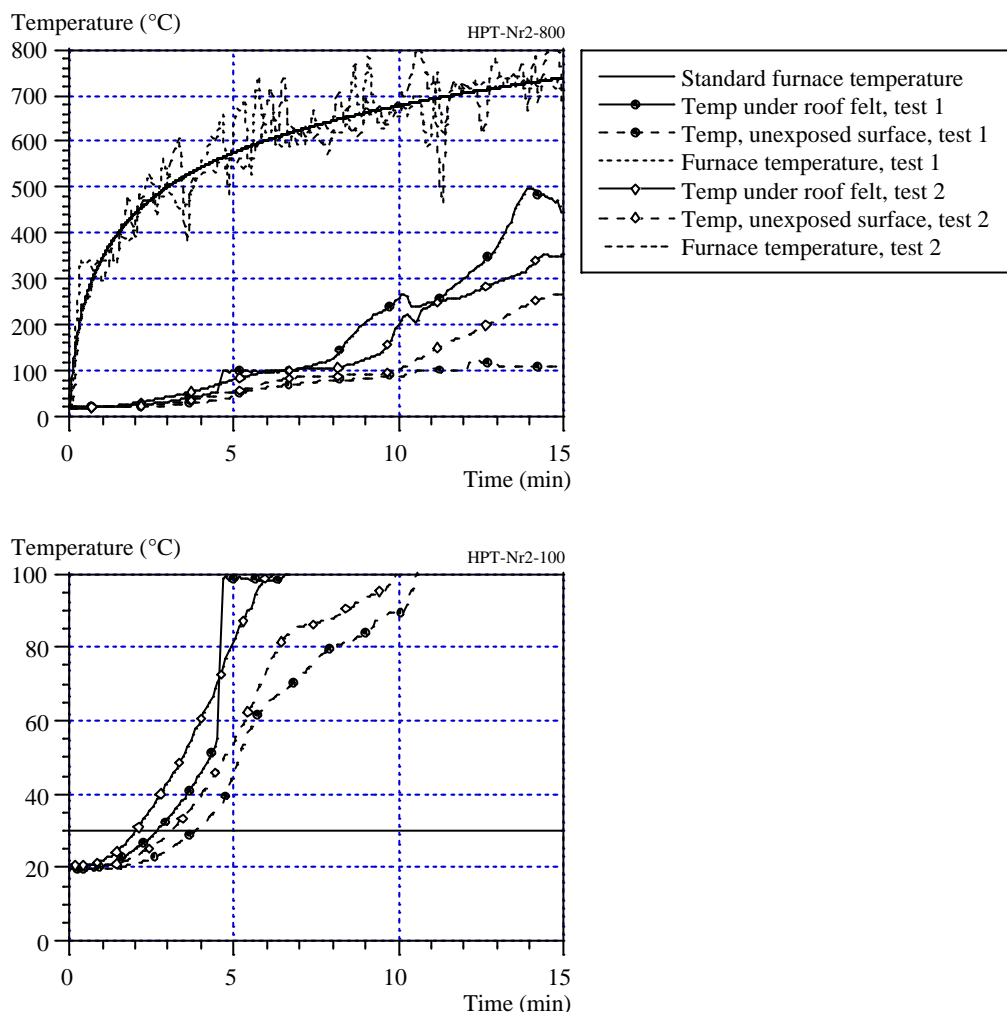 Temperature (°C)
HPT-Nr2-800
800
700
600
500
400
300
200
100
0
0
5
10
15
Time (min)
Standard furnace temperature
Temp under roof felt, test 1
Temp, unexposed surface, test 1
Furnace temperature, test 1
Temp under roof felt, test 2
Temp, unexposed surface, test 2
Furnace temperature, test 2
Temperature (°C)
HPT-Nr2-100
100
80
60
40
20
0
0
5
10
15
Time (min)